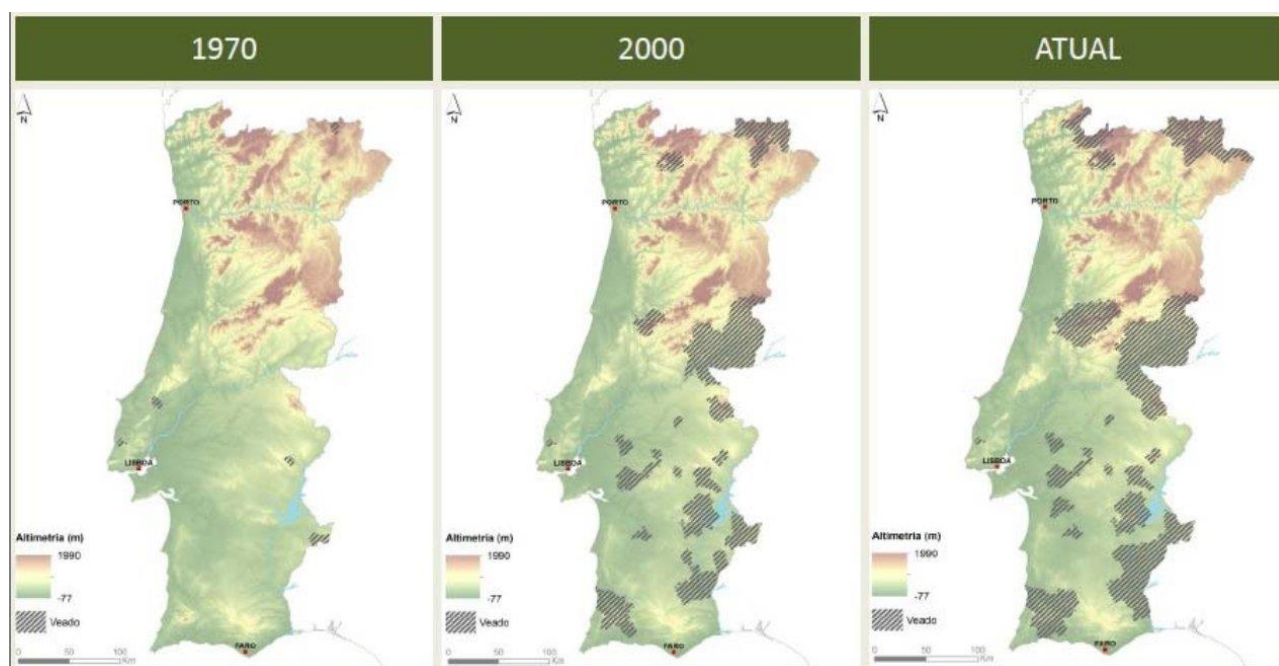 1970
2000
ATUAL
N
PORTO
LISBOA
FARO
Altimetria (m)
1990
-77
Veado
0 50 100
Km
N
PORTO
LISBOA
FARO
Altimetria (m)
1990
-77
Veado
0 50 100
Km
N
PORTO
LISBOA
FARO
Altimetria (m)
1990
-77
Veado
0 50 100
Km